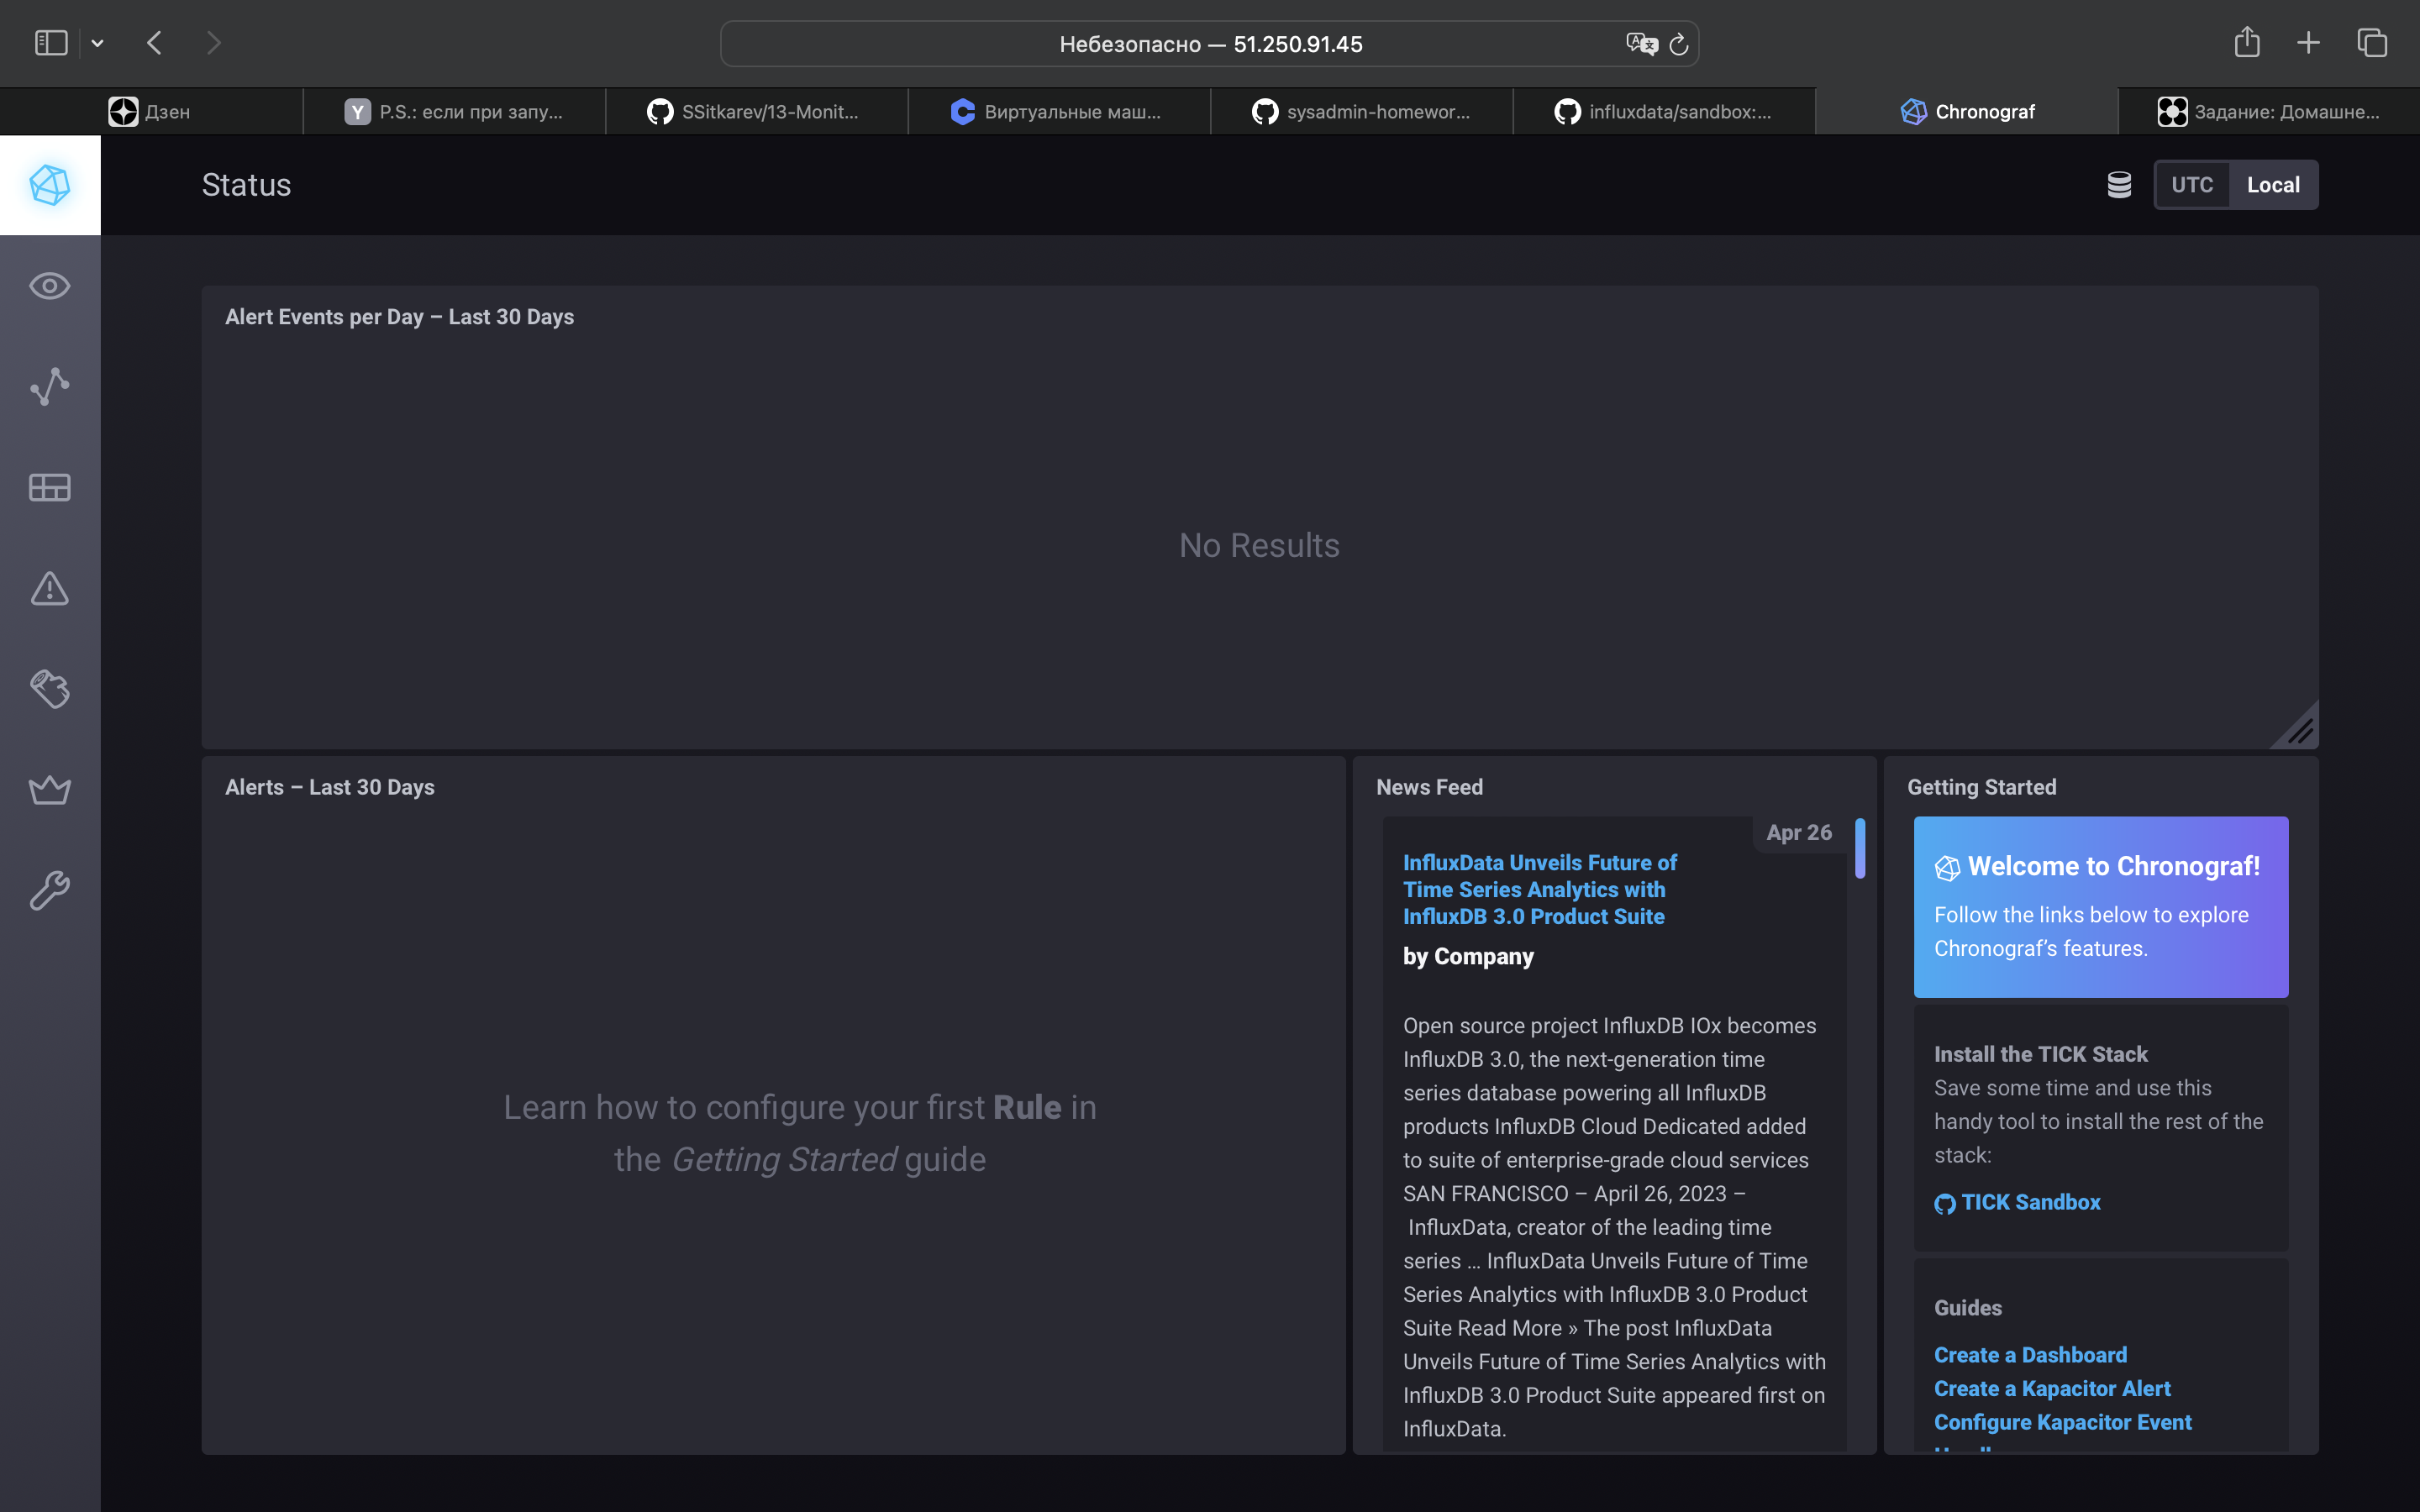 Небезопасно — 51.250.91.45
Дзен
Y P.S.: если при запу...
SSitkarev/13-Monit...
Виртуальные маш...
sysadmin-homewor...
influxdata/sandbox:...
Chronograf
Задание: Домашне...
Status
UTC Local
Alert Events per Day – Last 30 Days
No Results
Alerts – Last 30 Days
Learn how to configure your first Rule in
the Getting Started guide
News Feed
Apr 26
InfluxData Unveils Future of
Time Series Analytics with
InfluxDB 3.0 Product Suite
by Company
Open source project InfluxDB IOx becomes
InfluxDB 3.0, the next-generation time
series database powering all InfluxDB
products InfluxDB Cloud Dedicated added
to suite of enterprise-grade cloud services
SAN FRANCISCO – April 26, 2023 –
InfluxData, creator of the leading time
series ... InfluxData Unveils Future of Time
Series Analytics with InfluxDB 3.0 Product
Suite Read More » The post InfluxData
Unveils Future of Time Series Analytics with
InfluxDB 3.0 Product Suite appeared first on
InfluxData.
Getting Started
Welcome to Chronograf!
Follow the links below to explore
Chronograf’s features.
Install the TICK Stack
Save some time and use this
handy tool to install the rest of the
stack:
TICK Sandbox
Guides
Create a Dashboard
Create a Kapacitor Alert
Configure Kapacitor Event